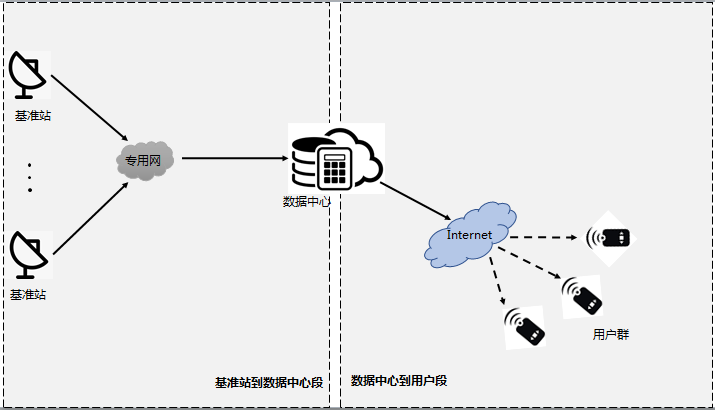 基准站
专用网
数据中心
Internet
基准站
用户群
基准站到数据中心段
数据中心到用户段